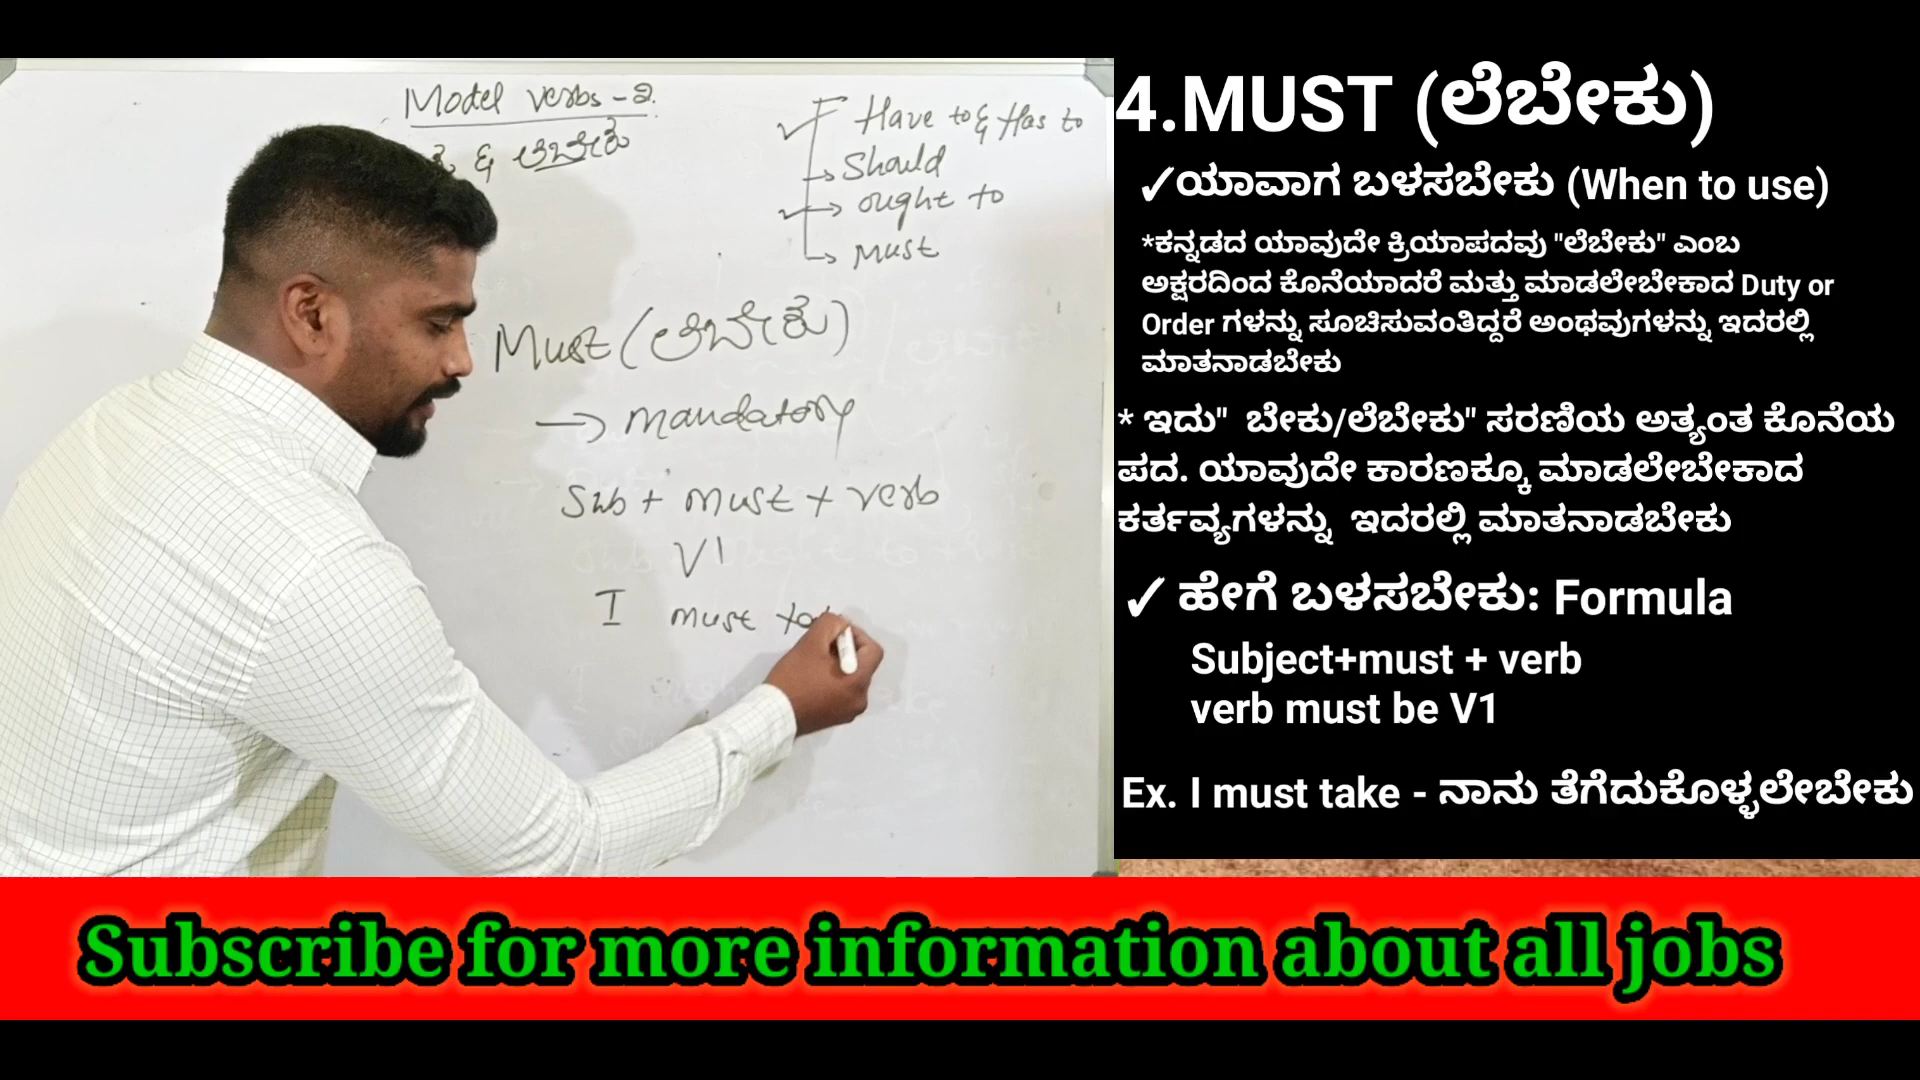 Model verbs - 2.
& ಲೆಬೇಕು
Have to & Has to
Should
ought to
Must
Must (ಲೆಬೇಕು)
→ mandatory
Sub + must + verb
V1
I must ta
4.MUST (ಲೆಬೇಕು)
✓ಯಾವಾಗ ಬಳಸಬೇಕು (When to use)
*ಕನ್ನಡದ ಯಾವುದೇ ಕ್ರಿಯಾಪದವು "ಲೆಬೇಕು" ಎಂಬ
ಅಕ್ಷರದಿಂದ ಕೊನೆಯಾದರೆ ಮತ್ತು ಮಾಡಲೇಬೇಕಾದ Duty or
Order ಗಳನ್ನು ಸೂಚಿಸುವಂತಿದ್ದರೆ ಅಂಥವುಗಳನ್ನು ಇದರಲ್ಲಿ
ಮಾತನಾಡಬೇಕು
* ಇದು" ಬೇಕು/ಲೆಬೇಕು" ಸರಣಿಯ ಅತ್ಯಂತ ಕೊನೆಯ
ಪದ. ಯಾವುದೇ ಕಾರಣಕ್ಕೂ ಮಾಡಲೇಬೇಕಾದ
ಕರ್ತವ್ಯಗಳನ್ನು ಇದರಲ್ಲಿ ಮಾತನಾಡಬೇಕು
✓ ಹೇಗೆ ಬಳಸಬೇಕು: Formula
Subject+must + verb
verb must be V1
Ex. I must take - ನಾನು ತೆಗೆದುಕೊಳ್ಳಲೇಬೇಕು
Subscribe for more information about all jobs